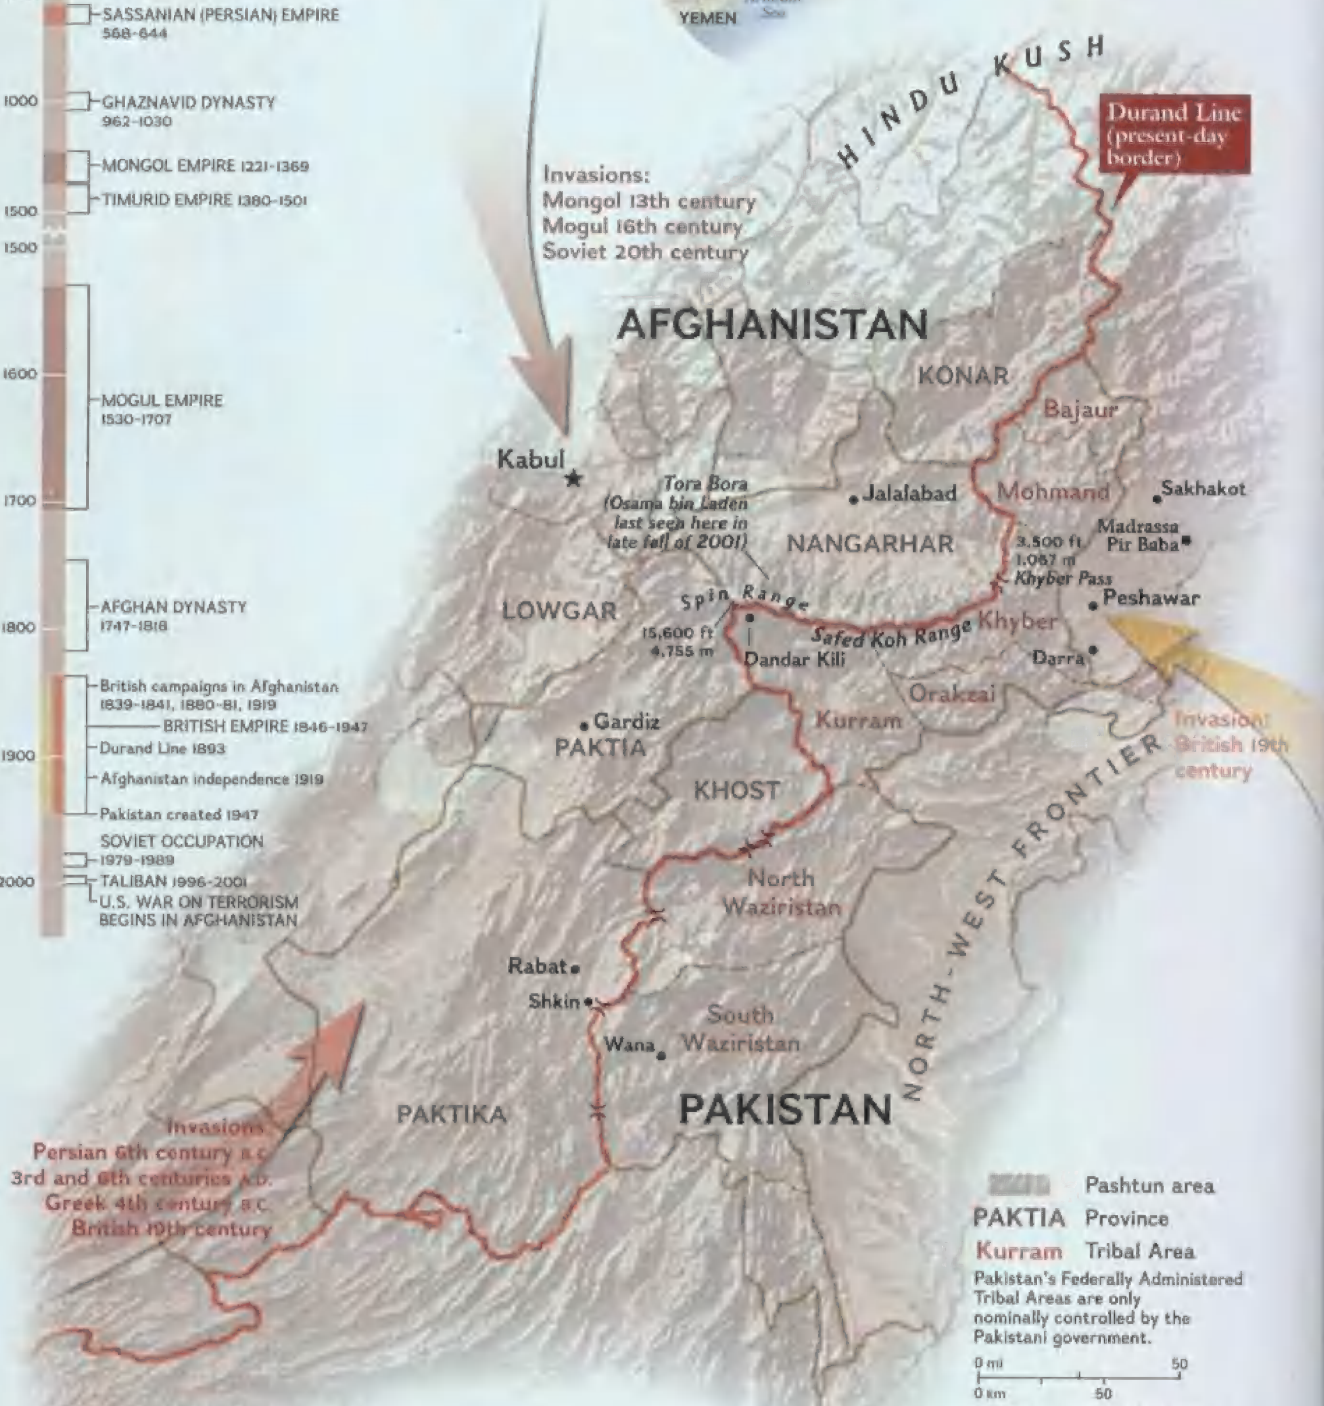 SASSANIAN (PERSIAN) EMPIRE
568-644
1000
GHAZNAVID DYNASTY
962-1030
MONGOL EMPIRE 1221-1369
TIMURID EMPIRE 1380-1501
1500
1500
1600
MOGUL EMPIRE
1530-1707
1700
AFGHAN DYNASTY
1747-1818
1800
British campaigns in Afghanistan
1839-1841, 1880-81, 1919
BRITISH EMPIRE 1846-1947
Durand Line 1893
1900
Afghanistan independence 1919
Pakistan created 1947
SOVIET OCCUPATION
1979-1989
2000
TALIBAN 1996-2001
U.S. WAR ON TERRORISM
BEGINS IN AFGHANISTAN
YEMEN
Sea
HINDU KUSH
Durand Line
(present-day
border)
Invasions:
Mongol 13th century
Mogul 16th century
Soviet 20th century
AFGHANISTAN
KONAR
Bajaur
Kabul
Tora Bora
(Osama bin Laden
last seen here in
late fall of 2001)
Jalalabad
Mohmand
Sakhakot
Madrassa
Pir Baba
NANGARHAR
3,500 ft
1,067 m
Khyber Pass
Peshawar
LOWGAR
Spin Range
15,600 ft
4,755 m
Safed Koh Range
Khyber
Dandar Kili
Darra
Orakzai
Gardiz
PAKTIA
Kurram
Invasion:
British 19th
century
KHOST
NORTH-WEST FRONTIER
North
Waziristan
Rabat
Shkin
South
Waziristan
Wana
PAKTIKA
PAKISTAN
Invasions:
Persian 6th century B.C.
3rd and 6th centuries A.D.
Greek 4th century B.C.
British 19th century
Pashtun area
PAKTIA Province
Kurram Tribal Area
Pakistan's Federally Administered
Tribal Areas are only
nominally controlled by the
Pakistani government.
0 mi 50
0 km 50